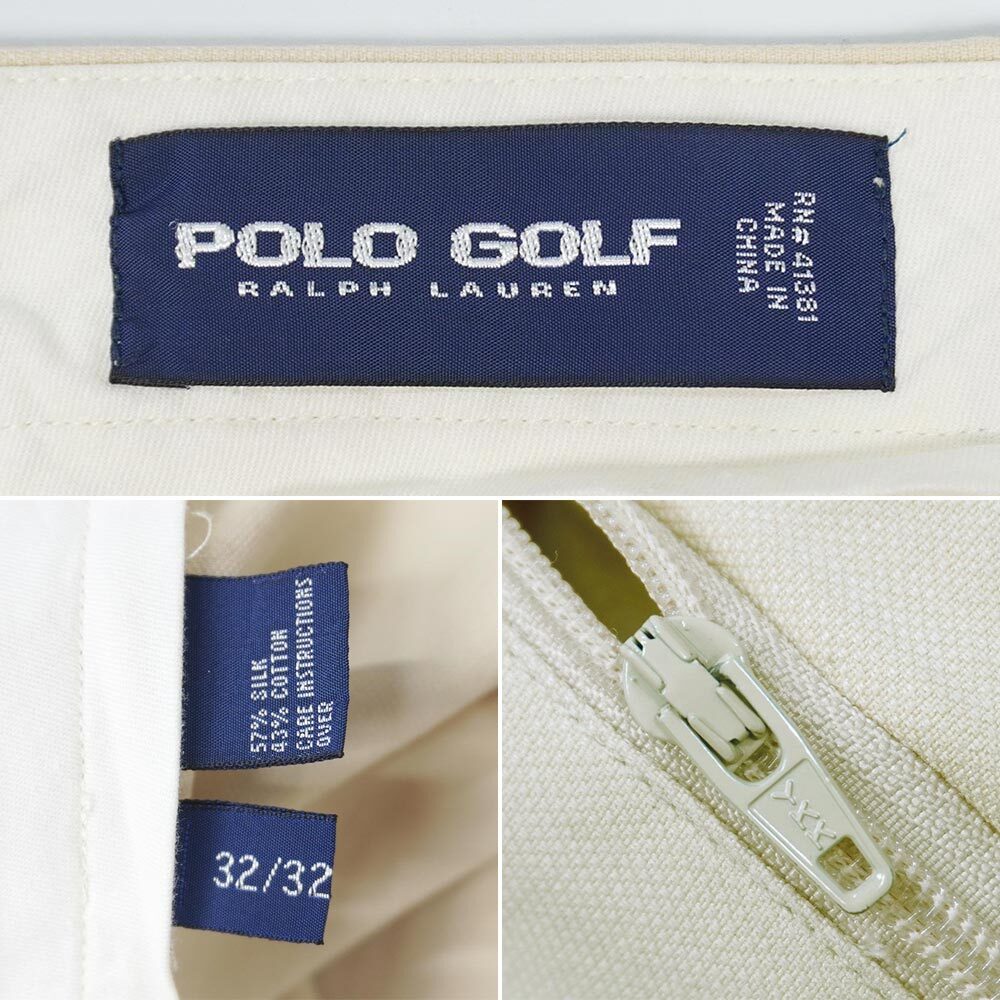 POLO GOLF
RALPH LAUREN
RN# 41381
MADE IN
CHINA
57% SILK
43% COTTON
CARE INSTRUCTIONS
OVER
32/32
YKK